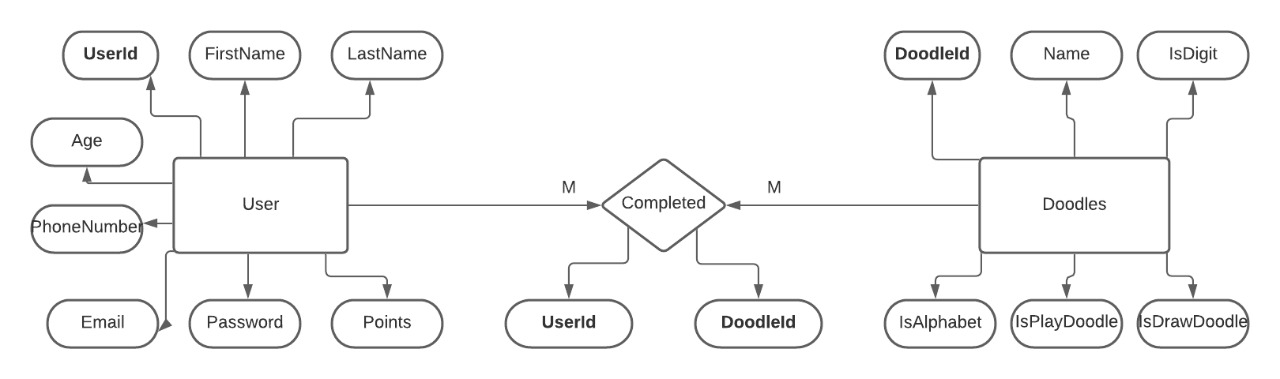 UserId
FirstName
LastName
DoodleId
Name
IsDigit
Age
User
M
Completed
M
Doodles
PhoneNumber
Email
Password
Points
UserId
DoodleId
IsAlphabet
IsPlayDoodle
IsDrawDoodle